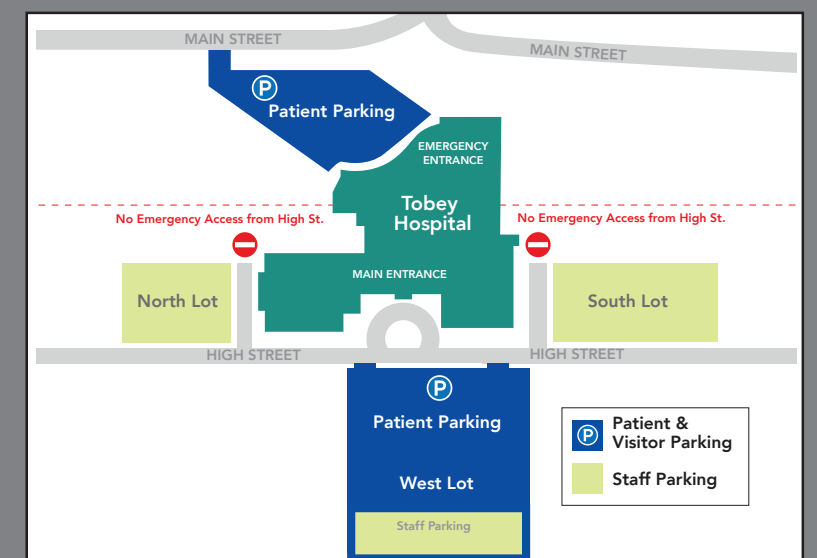 MAIN STREET
MAIN STREET
P
Patient Parking
EMERGENCY
ENTRANCE
Tobey
Hospital
No Emergency Access from High St.
No Emergency Access from High St.
MAIN ENTRANCE
North Lot
South Lot
HIGH STREET
HIGH STREET
P
Patient Parking
West Lot
Staff Parking
P
Patient &
Visitor Parking
Staff Parking